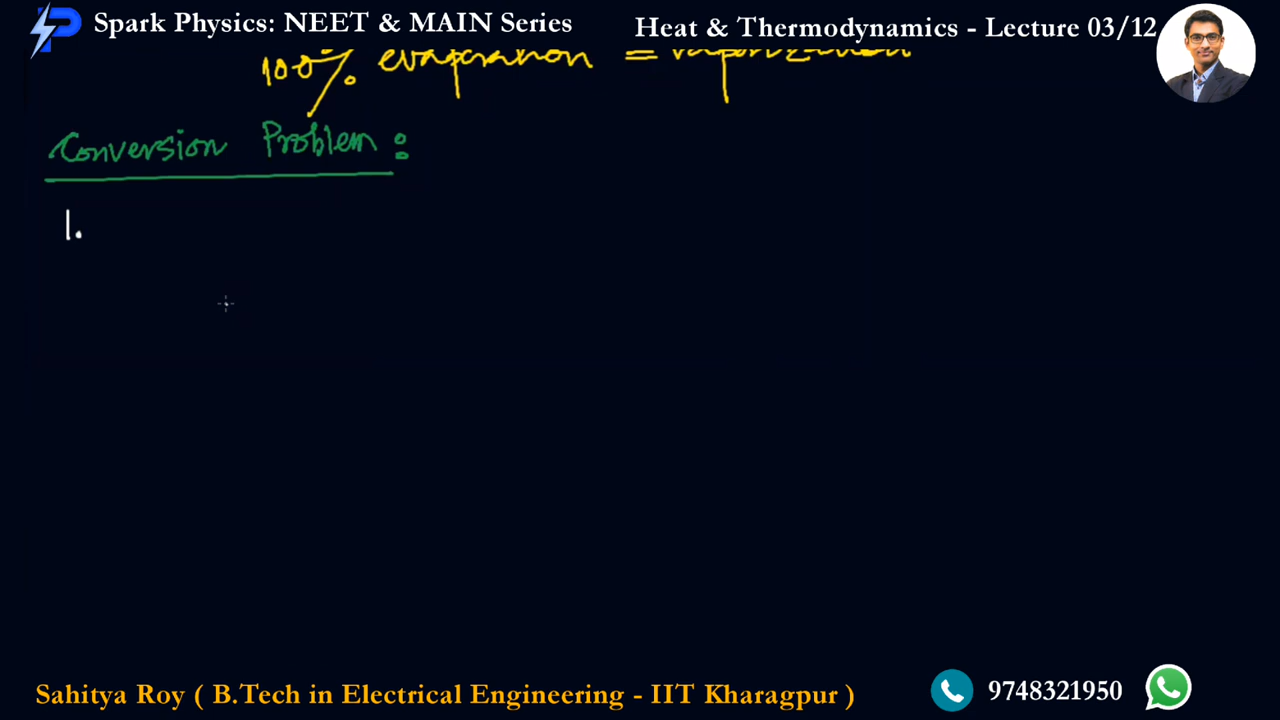 Spark Physics: NEET & MAIN Series
Heat & Thermodynamics - Lecture 03/12
100% evaporation = vaporization
Conversion Problem :
1.
Sahitya Roy ( B.Tech in Electrical Engineering - IIT Kharagpur )
9748321950